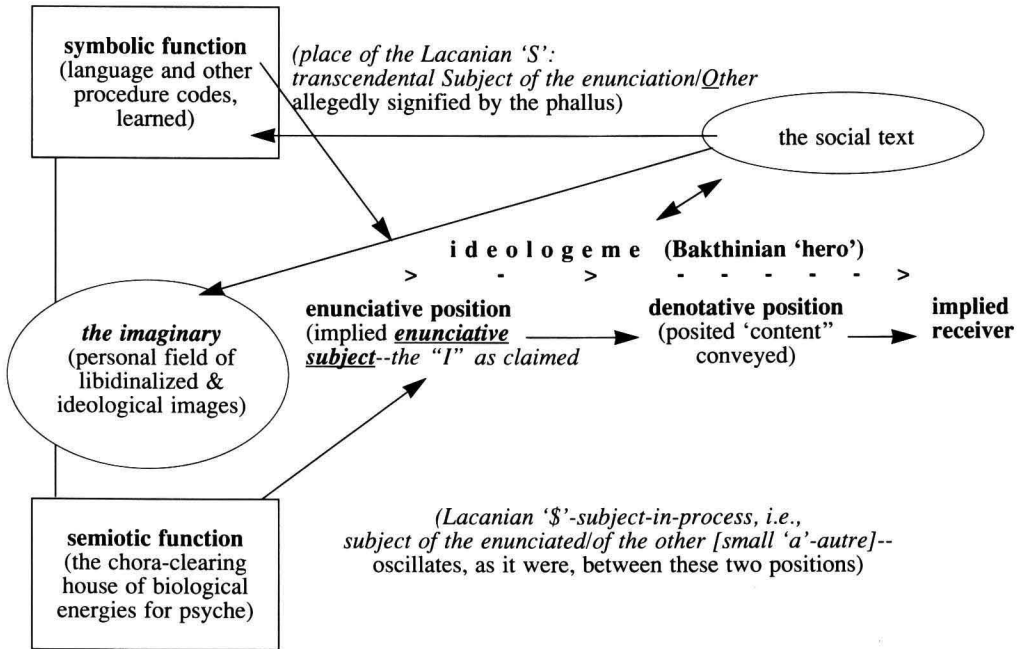 symbolic function
(language and other
procedure codes,
learned)
(place of the Lacanian ‘S’:
transcendental Subject of the enunciation/Other
allegedly signified by the phallus)
the social text
i d e o l o g e m e (Bakthinian ‘hero’)
> - > - - - - - - >
enunciative position
(implied enunciative
subject--the “I” as claimed
denotative position
(posited ‘content”
conveyed)
implied
receiver
the imaginary
(personal field of
libidinalized &
ideological images)
semiotic function
(the chora-clearing
house of biological
energies for psyche)
(Lacanian ‘$’-subject-in-process, i.e.,
subject of the enunciated/of the other [small ‘a’-autre]--
oscillates, as it were, between these two positions)